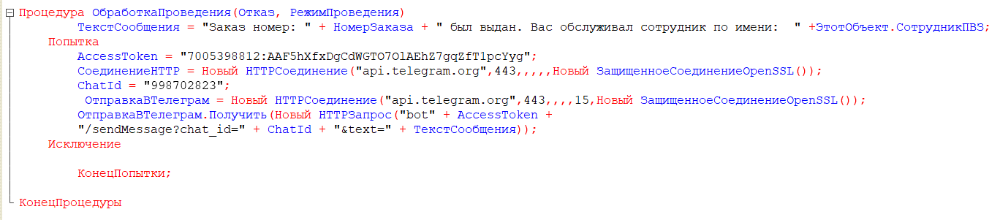 Процедура ОбработкаПроведения(Отказ, РежимПроведения)
ТекстСообщения = "Заказ номер: " + НомерЗаказа + " был выдан. Вас обслуживал сотрудник по имени:  " +ЭтотОбъект.СотрудникПВЗ;
Попытка
AccessToken = "7005398812:AAF5hXfxDgCdWGTO7OlAEhZ7gqZfT1pcYyg";
СоединениеHTTP = Новый HTTPСоединение("api.telegram.org",443,,,,,Новый ЗащищенноеСоединениеOpenSSL());
ChatId = "998702823";
ОтправкаВТелеграм = Новый HTTPСоединение("api.telegram.org",443,,,,15,Новый ЗащищенноеСоединениеOpenSSL());
ОтправкаВТелеграм.Получить(Новый HTTPЗапрос("bot" + AccessToken +
"/sendMessage?chat_id=" + ChatId + "&text=" + ТекстСообщения));
Исключение
КонецПопытки;
КонецПроцедуры